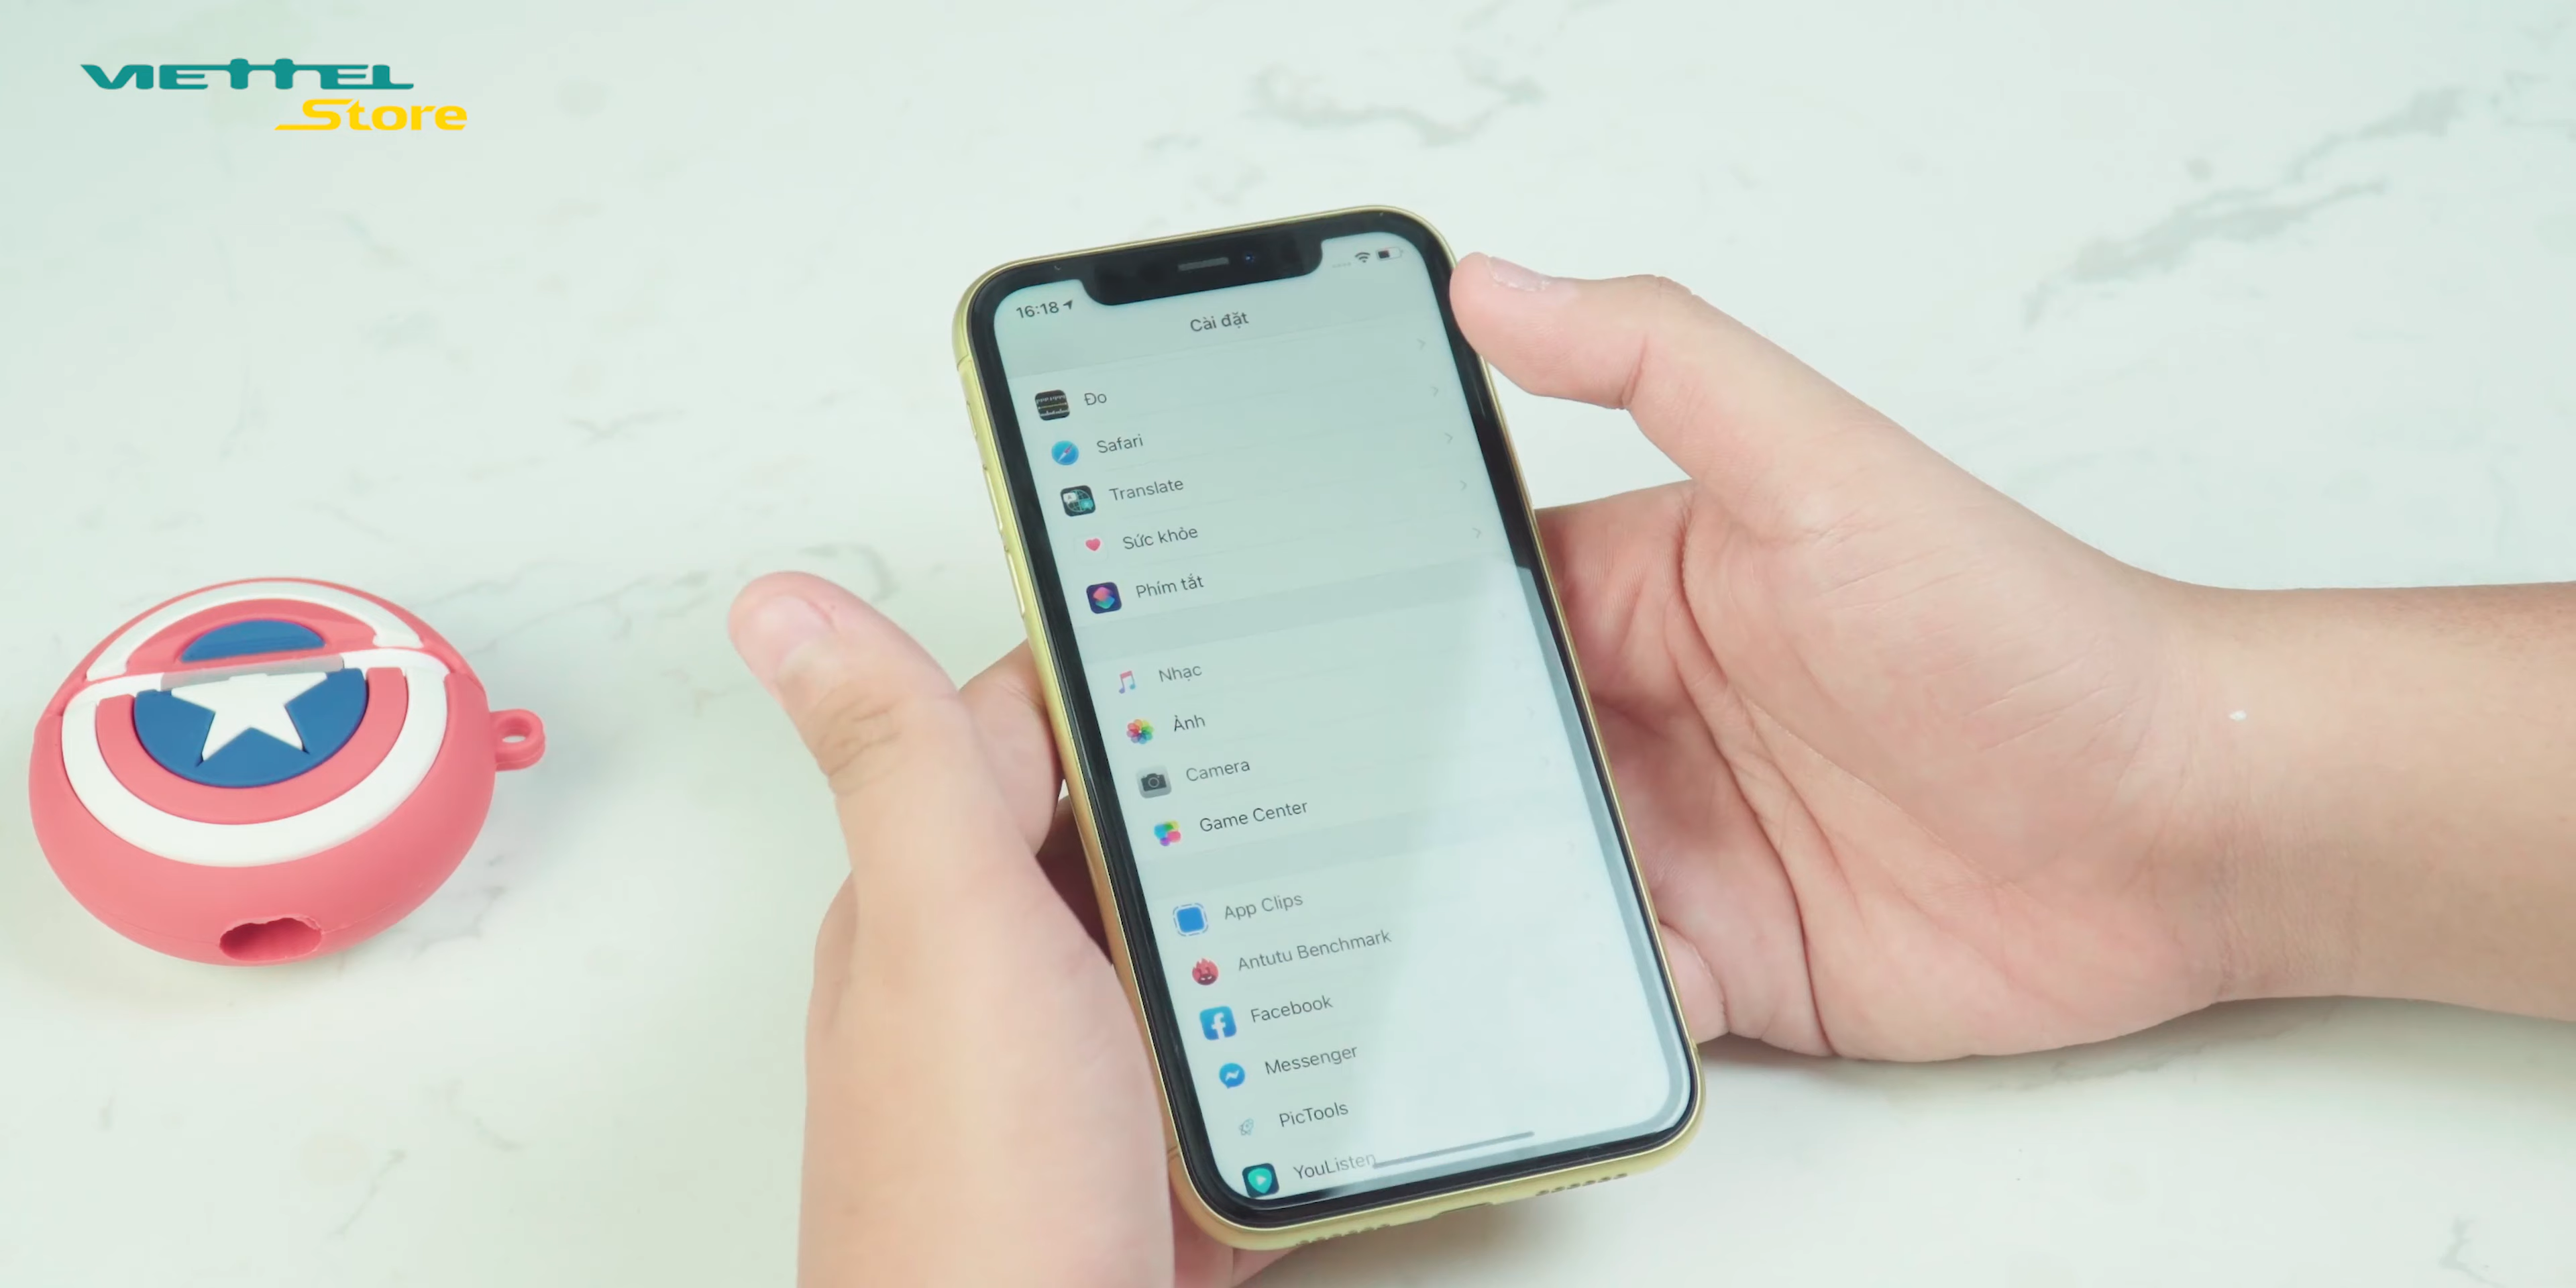 VIETTEL
Store
16:18
Cài đặt
Đo
Safari
Translate
Sức khỏe
Phím tắt
Nhạc
Ảnh
Camera
Game Center
App Clips
Antutu Benchmark
Facebook
Messenger
PicTools
YouListen